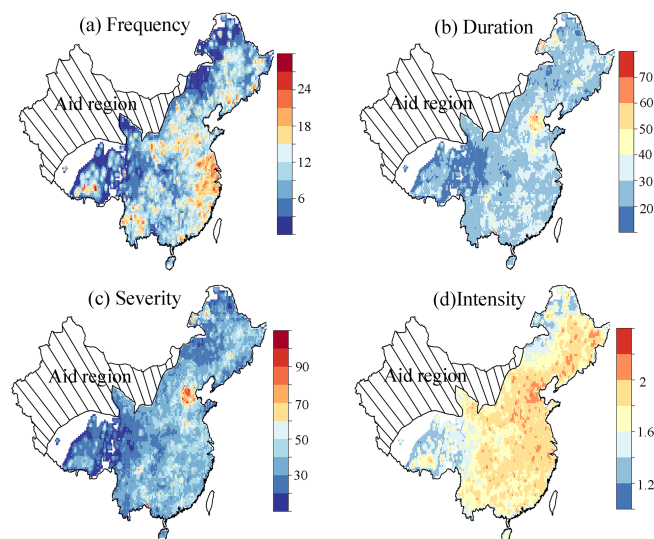 (a) Frequency
Aid region
24
18
12
6
(b) Duration
Aid region
70
60
50
40
30
20
(c) Severity
Aid region
90
70
50
30
(d)Intensity
Aid region
2
1.6
1.2